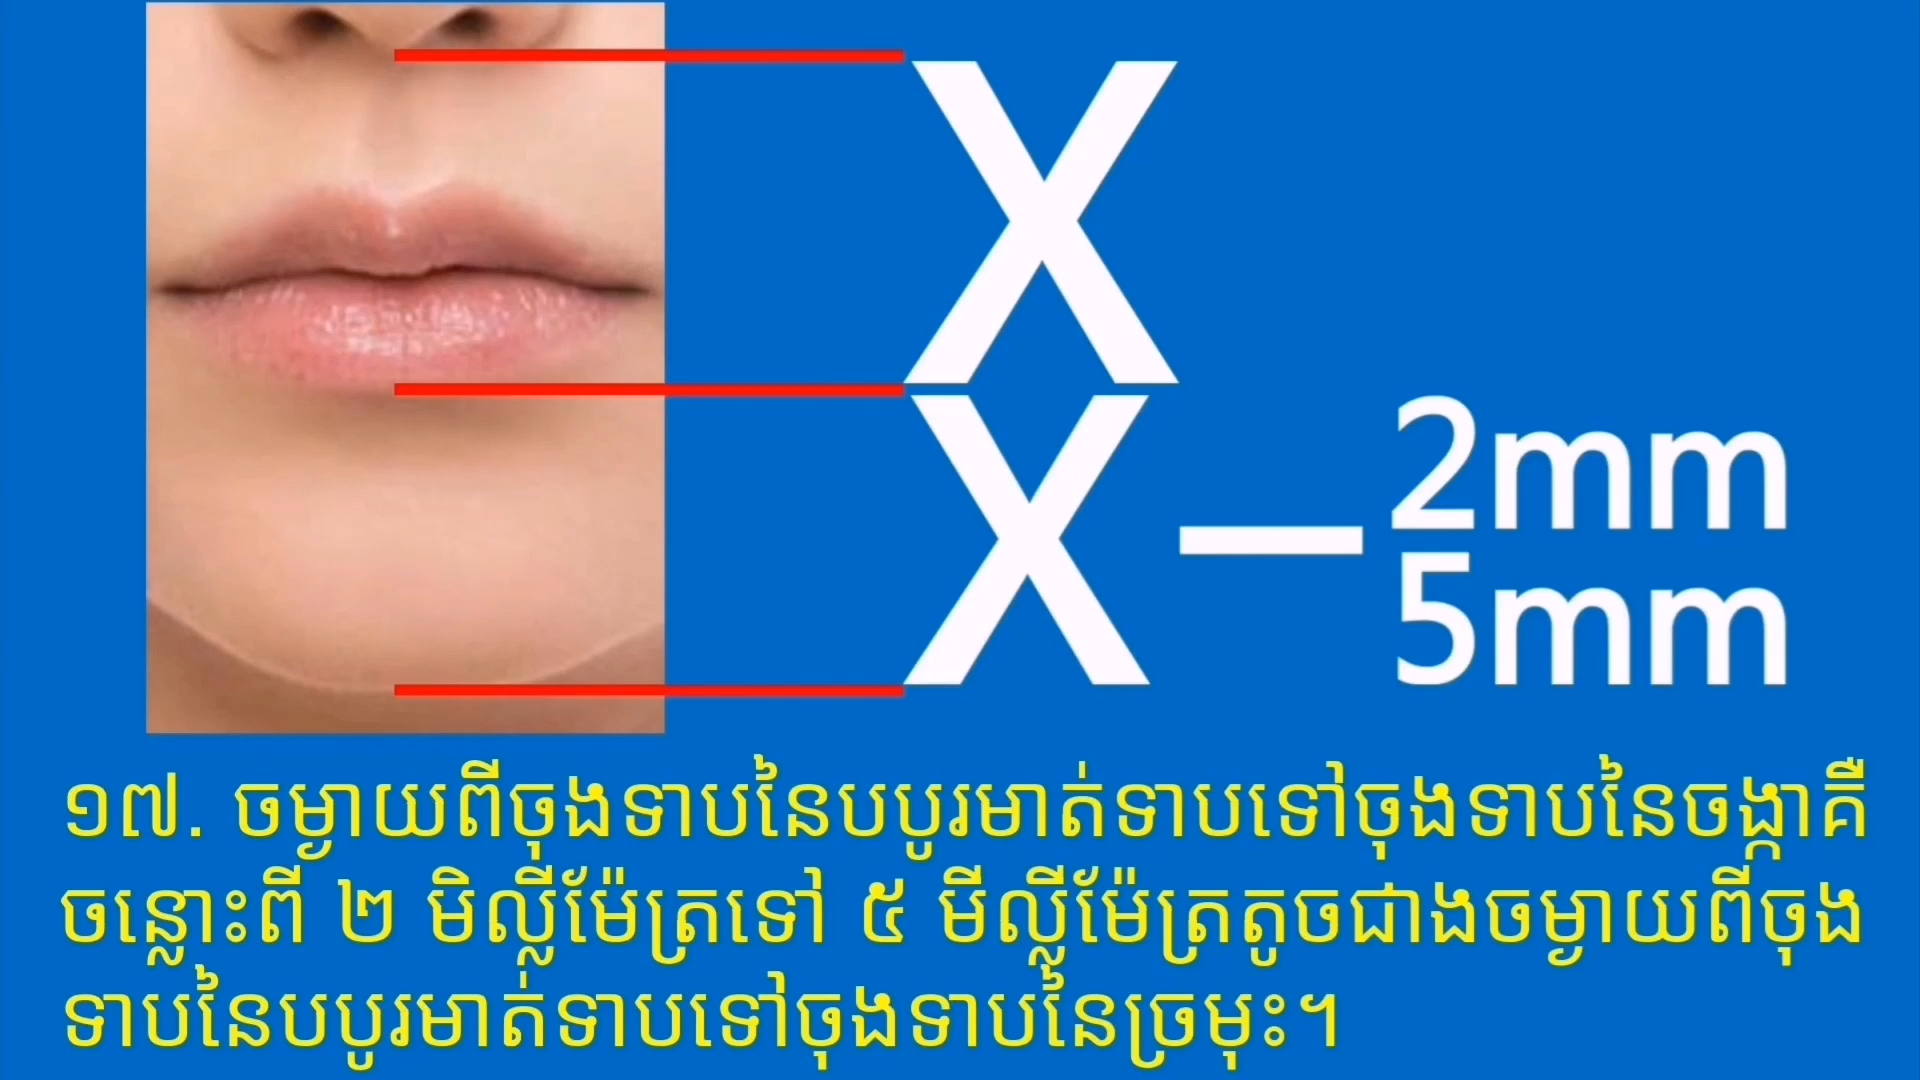 X
X — 2mm
5mm
១៧. ចម្ងាយពីចុងទាបនៃបបូរមាត់ទាបទៅចុងទាបនៃចង្កាគឺ
ចន្លោះពី ២ មិល្លីម៉ែត្រទៅ ៥ មីល្លីម៉ែត្រតូចជាងចម្ងាយពីចុង
ទាបនៃបបូរមាត់ទាបទៅចុងទាបនៃច្រមុះ។